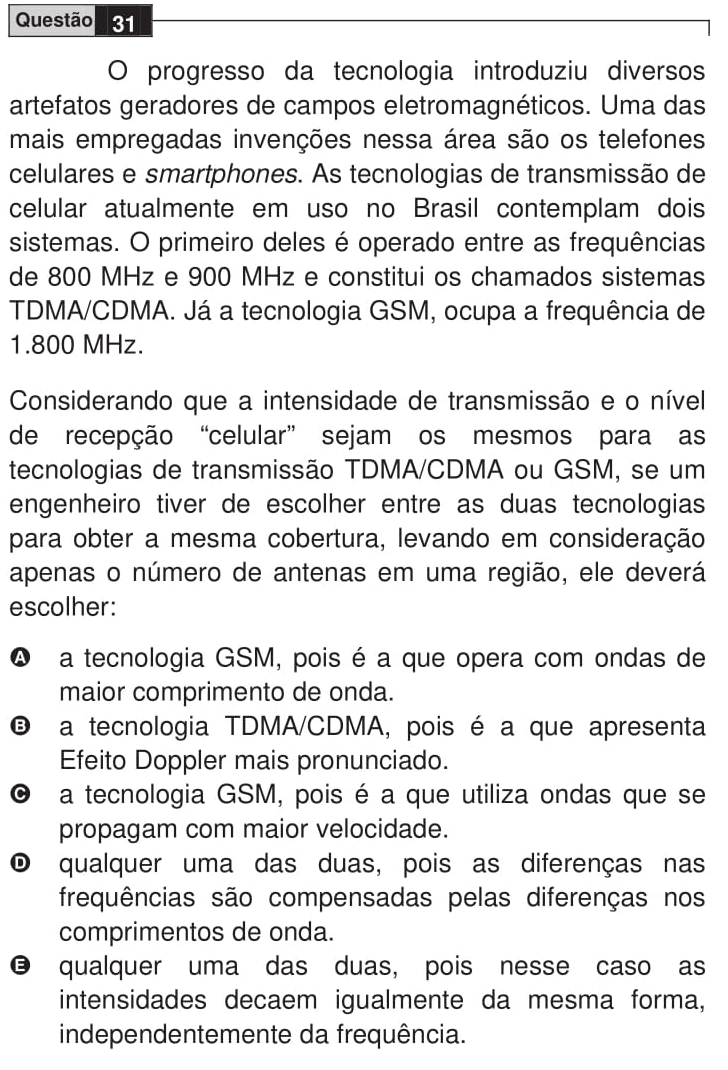 Questão 31
O progresso da tecnologia introduziu diversos
artefatos geradores de campos eletromagnéticos. Uma das
mais empregadas invenções nessa área são os telefones
celulares e smartphones. As tecnologias de transmissão de
celular atualmente em uso no Brasil contemplam dois
sistemas. O primeiro deles é operado entre as frequências
de 800 MHz e 900 MHz e constitui os chamados sistemas
TDMA/CDMA. Já a tecnologia GSM, ocupa a frequência de
1.800 MHz.
Considerando que a intensidade de transmissão e o nível
de recepção “celular” sejam os mesmos para as
tecnologias de transmissão TDMA/CDMA ou GSM, se um
engenheiro tiver de escolher entre as duas tecnologias
para obter a mesma cobertura, levando em consideração
apenas o número de antenas em uma região, ele deverá
escolher:
A a tecnologia GSM, pois é a que opera com ondas de
maior comprimento de onda.
B a tecnologia TDMA/CDMA, pois é a que apresenta
Efeito Doppler mais pronunciado.
C a tecnologia GSM, pois é a que utiliza ondas que se
propagam com maior velocidade.
D qualquer uma das duas, pois as diferenças nas
frequências são compensadas pelas diferenças nos
comprimentos de onda.
E qualquer uma das duas, pois nesse caso as
intensidades decaem igualmente da mesma forma,
independentemente da frequência.